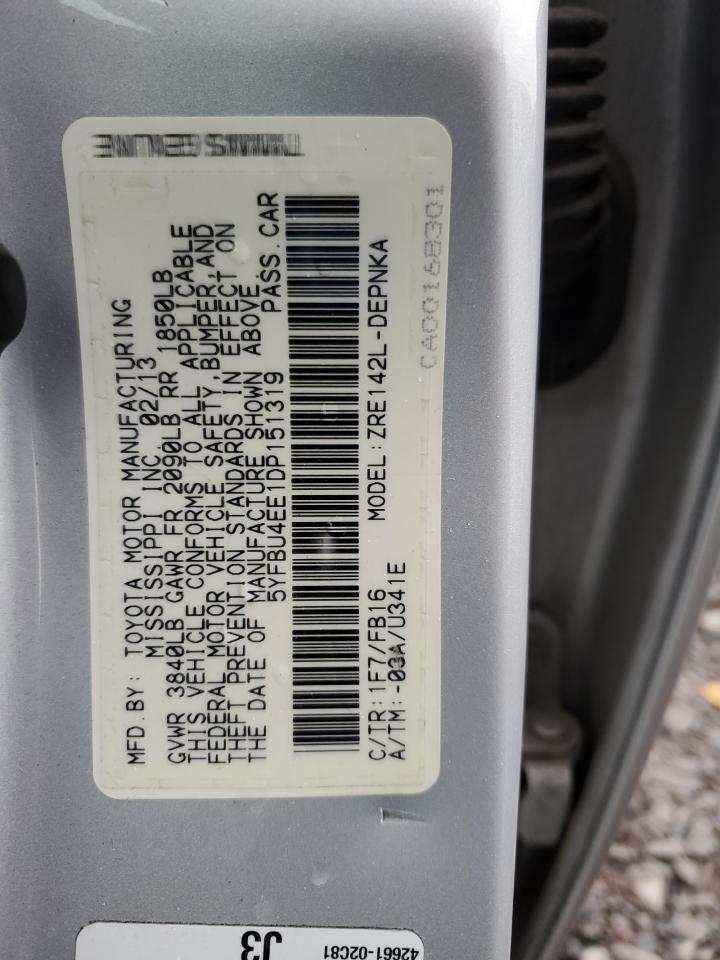 MFD.BY: TOYOTA MOTOR MANUFACTURING
MISSISSIPPI INC. 02/13
GVWR 3840LB GAWR FR 2090LB RR 1850LB
THIS VEHICLE CONFORMS TO ALL APPLICABLE
FEDERAL MOTOR VEHICLE SAFETY,BUMPER,AND
THEFT PREVENTION STANDARDS IN EFFECT ON
THE DATE OF MANUFACTURE SHOWN ABOVE
5YFBU4EE1DP151319 PASS.CAR
C/TR:1F7/FB16 MODEL:ZRE142L-DEPNKA
A/TM:-03A/U341E
CA00168301
42661-02C81
J3